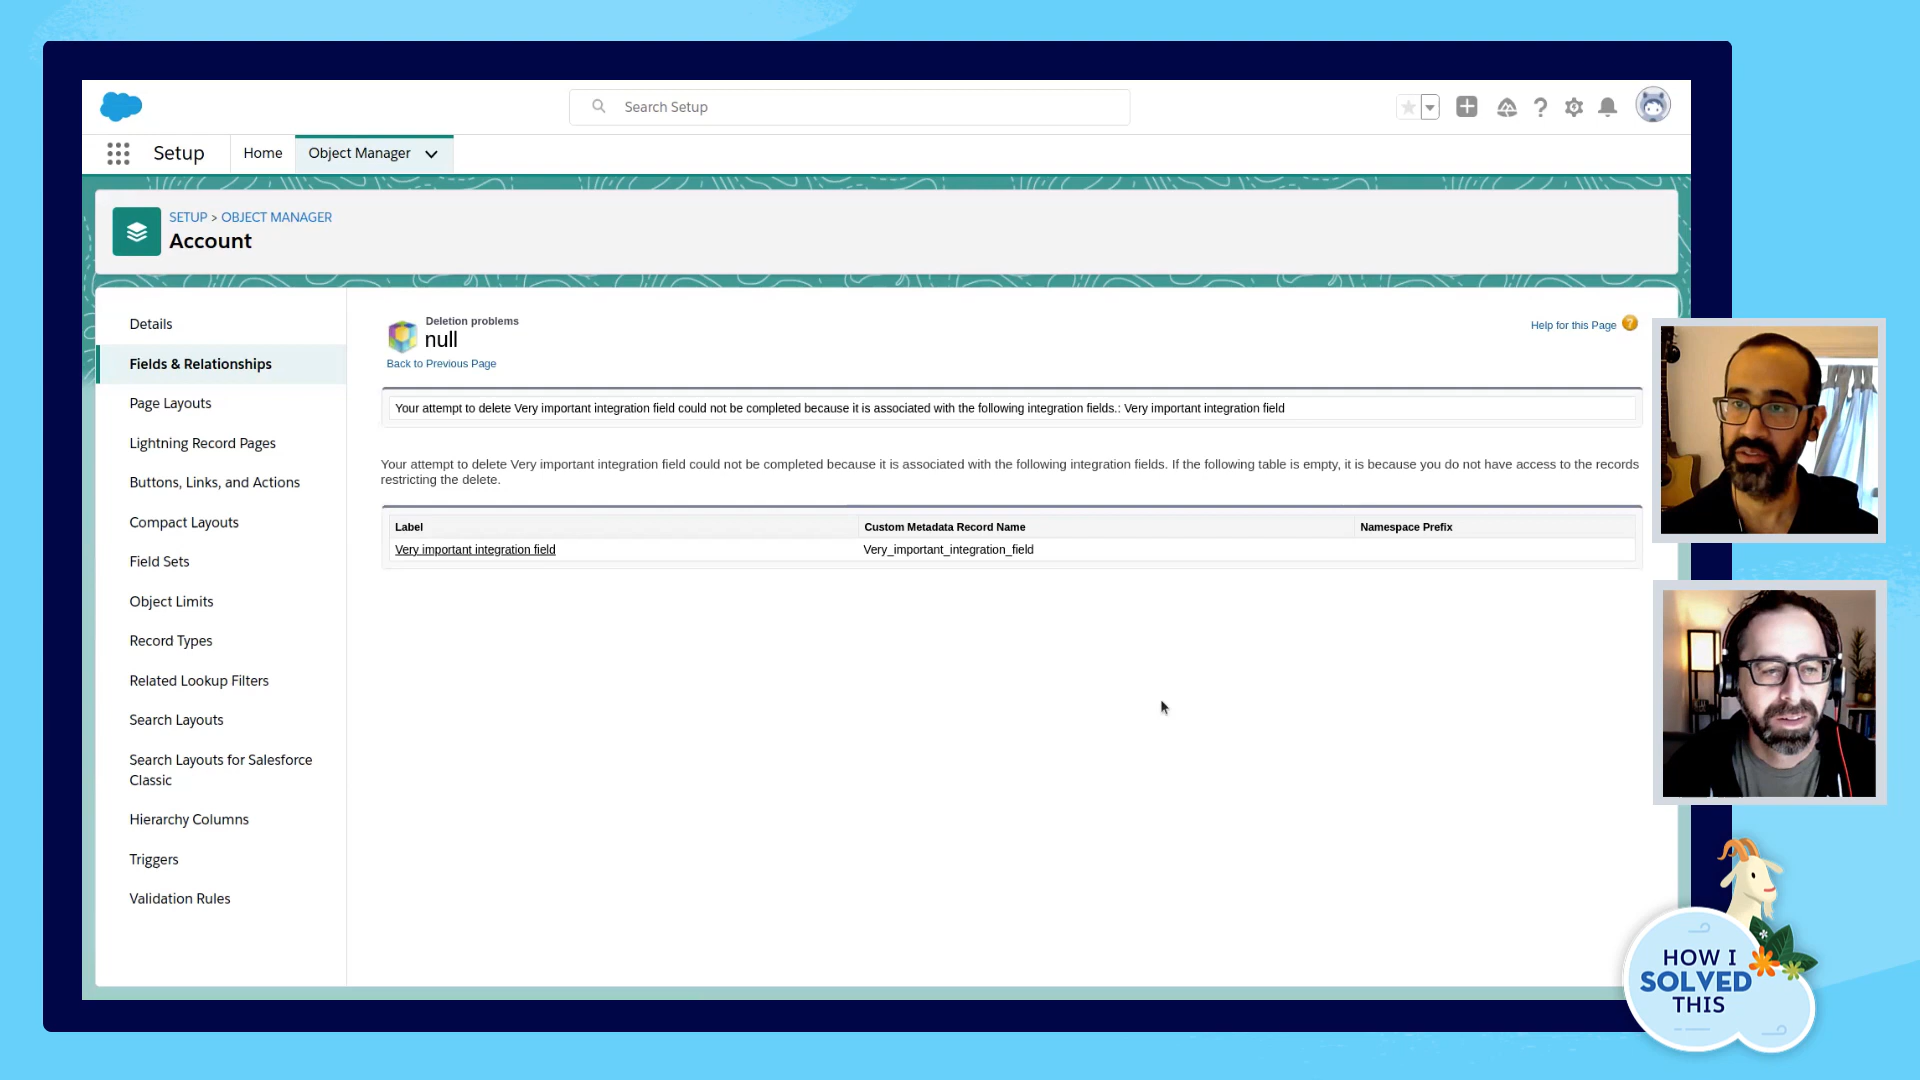 Search Setup
Setup
Home
Object Manager
SETUP > OBJECT MANAGER
Account
Details
Fields & Relationships
Page Layouts
Lightning Record Pages
Buttons, Links, and Actions
Compact Layouts
Field Sets
Object Limits
Record Types
Related Lookup Filters
Search Layouts
Search Layouts for Salesforce
Classic
Hierarchy Columns
Triggers
Validation Rules
Deletion problems
null
Back to Previous Page
Help for this Page ?
Your attempt to delete Very important integration field could not be completed because it is associated with the following integration fields.: Very important integration field
Your attempt to delete Very important integration field could not be completed because it is associated with the following integration fields. If the following table is empty, it is because you do not have access to the records
restricting the delete.
Label Custom Metadata Record Name Namespace Prefix
Very important integration field Very_important_integration_field
HOW I
SOLVED
THIS